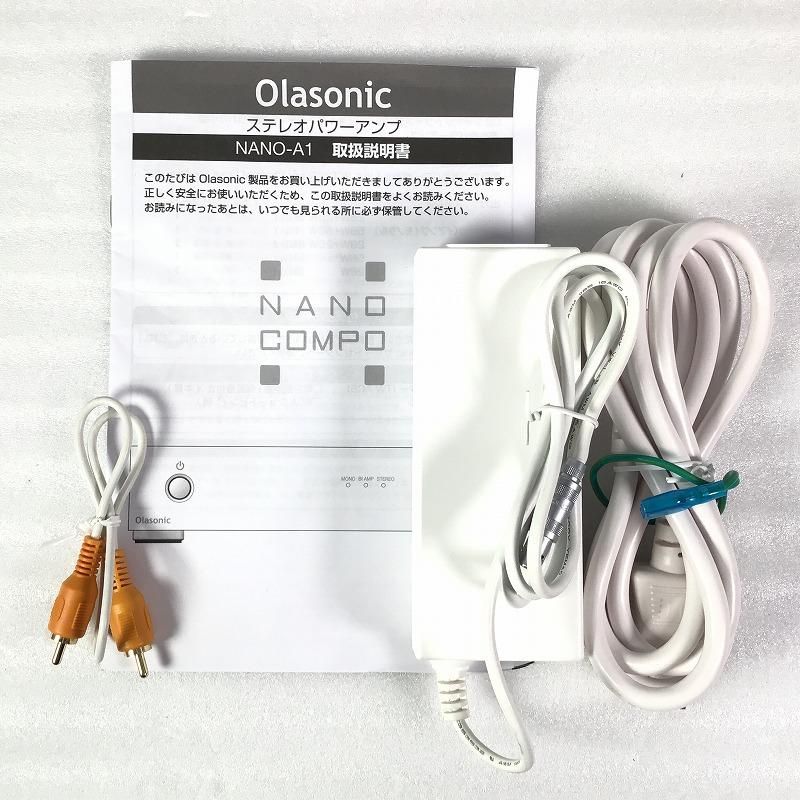 Olasonic
ステレオパワーアンプ
NANO-A1 取扱説明書
このたびは Olasonic 製品をお買い上げいただきましてありがとうございます。
正しく安全にお使いいただくため、この取扱説明書をよくお読みください。
お読みになったあとは、いつでも見られる所に必ず保管してください。
NANO
COMPO
MONO BI AMP STEREO
Olasonic